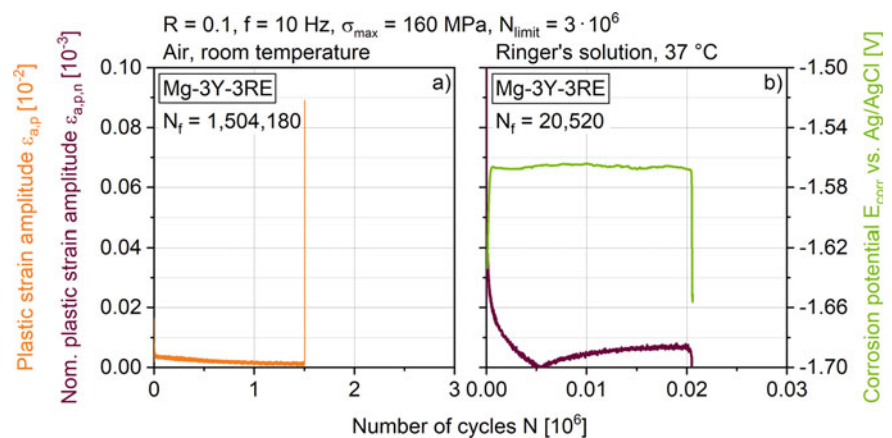 R = 0.1, f = 10 Hz, σmax = 160 MPa, Nlimit = 3 · 10⁶
Air, room temperature
Ringer's solution, 37 °C
Plastic strain amplitude εa,p [10⁻²]
Nom. plastic strain amplitude εa,p,n [10⁻³]
0.10
0.08
0.06
0.04
0.02
0.00
a)
Mg-3Y-3RE
Nf = 1,504,180
0
1
2
3
b)
Mg-3Y-3RE
Nf = 20,520
0.00
0.01
0.02
0.03
-1.50
-1.54
-1.58
-1.62
-1.66
-1.70
Corrosion potential Ecorr vs. Ag/AgCl [V]
Number of cycles N [10⁶]